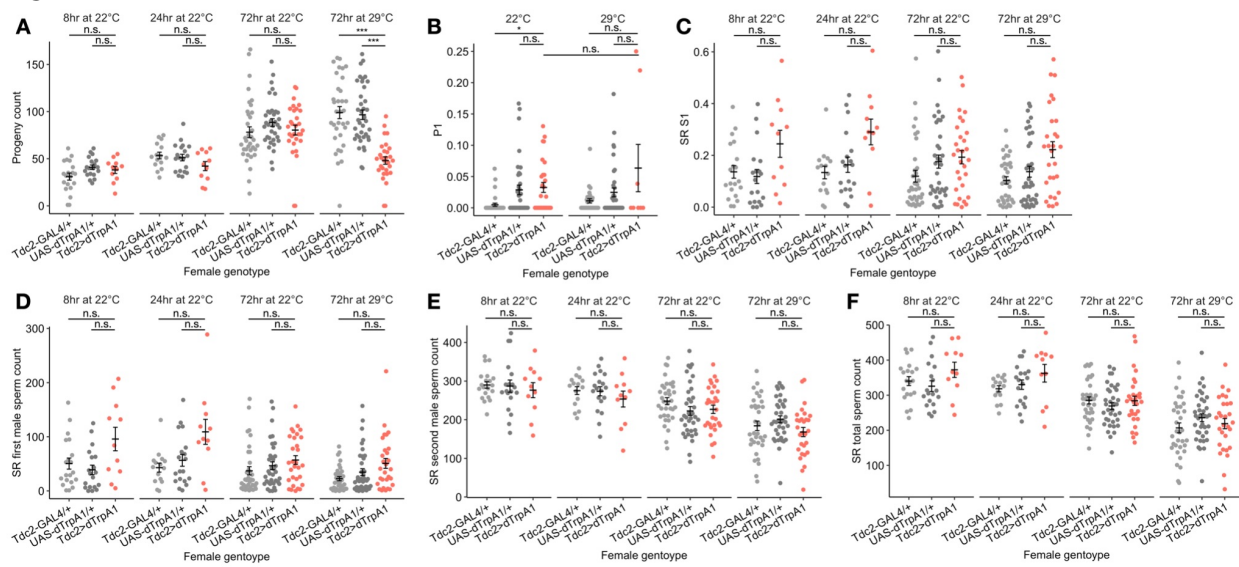 A
8hr at 22°C 24hr at 22°C 72hr at 22°C 72hr at 29°C
n.s. n.s. n.s. ***
n.s. n.s. n.s. ***
Progeny count
150
100
50
0
Tdc2-GAL4/+ UAS-dTrpA1/+ Tdc2>dTrpA1 Tdc2-GAL4/+ UAS-dTrpA1/+ Tdc2>dTrpA1 Tdc2-GAL4/+ UAS-dTrpA1/+ Tdc2>dTrpA1 Tdc2-GAL4/+ UAS-dTrpA1/+ Tdc2>dTrpA1
Female genotype
B
22°C 29°C
* n.s.
n.s. n.s.
n.s.
P1
0.25
0.20
0.15
0.10
0.05
0.00
Tdc2-GAL4/+ UAS-dTrpA1/+ Tdc2>dTrpA1 Tdc2-GAL4/+ UAS-dTrpA1/+ Tdc2>dTrpA1
Female genotype
C
8hr at 22°C 24hr at 22°C 72hr at 22°C 72hr at 29°C
n.s. n.s. n.s. n.s.
n.s. n.s. n.s. n.s.
SR S1
0.6
0.4
0.2
0.0
Tdc2-GAL4/+ UAS-dTrpA1/+ Tdc2>dTrpA1 Tdc2-GAL4/+ UAS-dTrpA1/+ Tdc2>dTrpA1 Tdc2-GAL4/+ UAS-dTrpA1/+ Tdc2>dTrpA1 Tdc2-GAL4/+ UAS-dTrpA1/+ Tdc2>dTrpA1
Female gentoype
D
8hr at 22°C 24hr at 22°C 72hr at 22°C 72hr at 29°C
n.s. n.s. n.s. n.s.
n.s. n.s. n.s. n.s.
SR first male sperm count
300
200
100
0
Tdc2-GAL4/+ UAS-dTrpA1/+ Tdc2>dTrpA1 Tdc2-GAL4/+ UAS-dTrpA1/+ Tdc2>dTrpA1 Tdc2-GAL4/+ UAS-dTrpA1/+ Tdc2>dTrpA1 Tdc2-GAL4/+ UAS-dTrpA1/+ Tdc2>dTrpA1
Female gentoype
E
8hr at 22°C 24hr at 22°C 72hr at 22°C 72hr at 29°C
n.s. n.s. n.s. n.s.
n.s. n.s. n.s. n.s.
SR second male sperm count
400
300
200
100
0
Tdc2-GAL4/+ UAS-dTrpA1/+ Tdc2>dTrpA1 Tdc2-GAL4/+ UAS-dTrpA1/+ Tdc2>dTrpA1 Tdc2-GAL4/+ UAS-dTrpA1/+ Tdc2>dTrpA1 Tdc2-GAL4/+ UAS-dTrpA1/+ Tdc2>dTrpA1
Female gentoype
F
8hr at 22°C 24hr at 22°C 72hr at 22°C 72hr at 29°C
n.s. n.s. n.s. n.s.
n.s. n.s. n.s. n.s.
SR total sperm count
500
400
300
200
100
Tdc2-GAL4/+ UAS-dTrpA1/+ Tdc2>dTrpA1 Tdc2-GAL4/+ UAS-dTrpA1/+ Tdc2>dTrpA1 Tdc2-GAL4/+ UAS-dTrpA1/+ Tdc2>dTrpA1 Tdc2-GAL4/+ UAS-dTrpA1/+ Tdc2>dTrpA1
Female gentoype